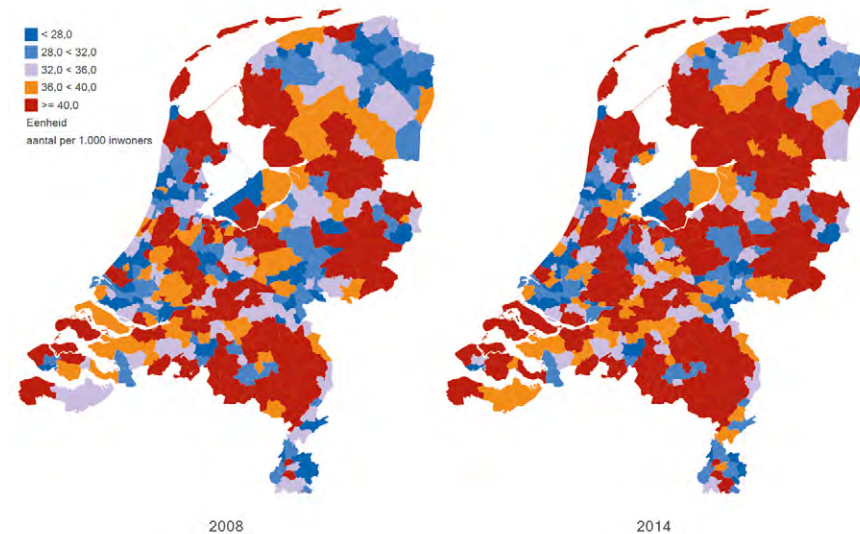 < 28,0
28,0 < 32,0
32,0 < 36,0
36,0 < 40,0
>= 40,0
Eenheid
aantal per 1.000 inwoners
2008
2014